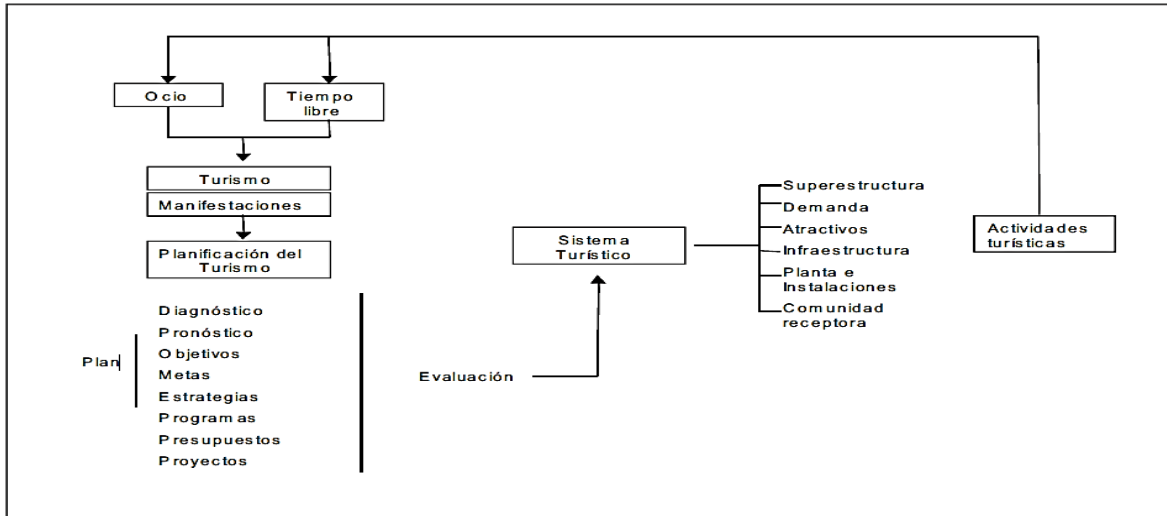 Ocio
Tiempo
libre
Turismo
Manifestaciones
Planificación del
Turismo
Diagnóstico
Pronóstico
Objetivos
Metas
Estrategias
Programas
Presupuestos
Proyectos
Plan
Evaluación
Sistema
Turístico
Superestructura
Demanda
Atractivos
Infraestructura
Planta e
Instalaciones
Comunidad
receptora
Actividades
turísticas